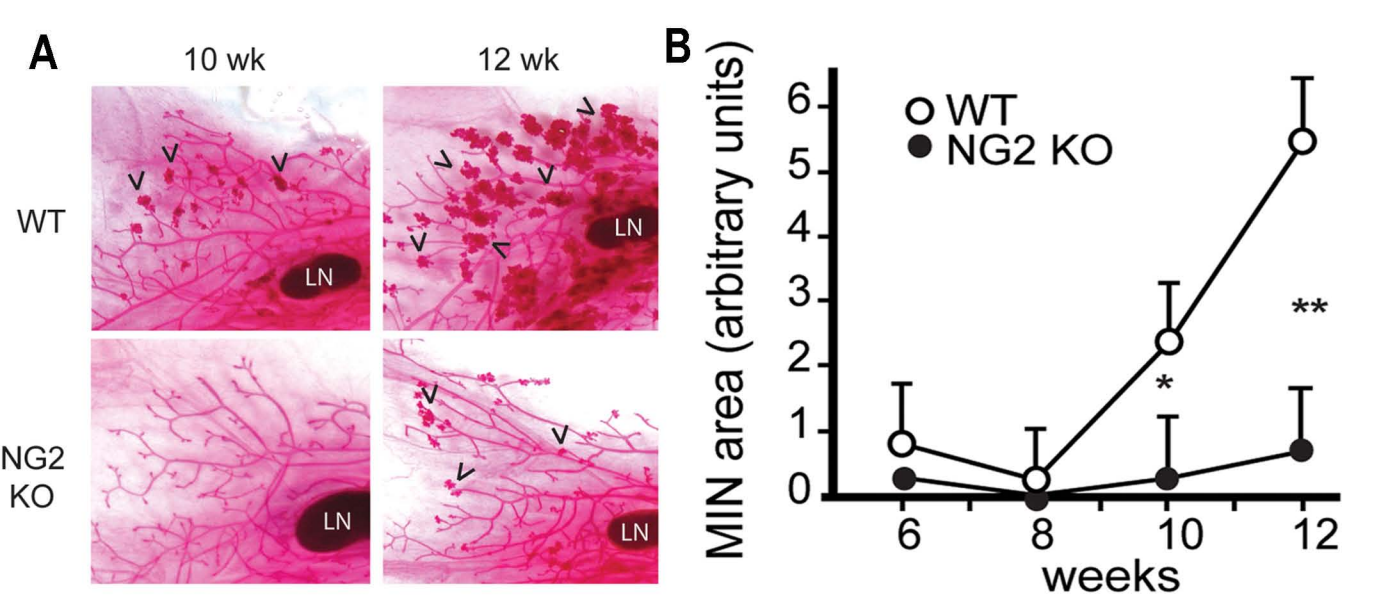 A
10 wk
12 wk
WT
LN
LN
NG2
KO
LN
LN
B
MIN area (arbitrary units)
6
5
4
3
2
1
0
WT
NG2 KO
*
**
6
8
10
12
weeks